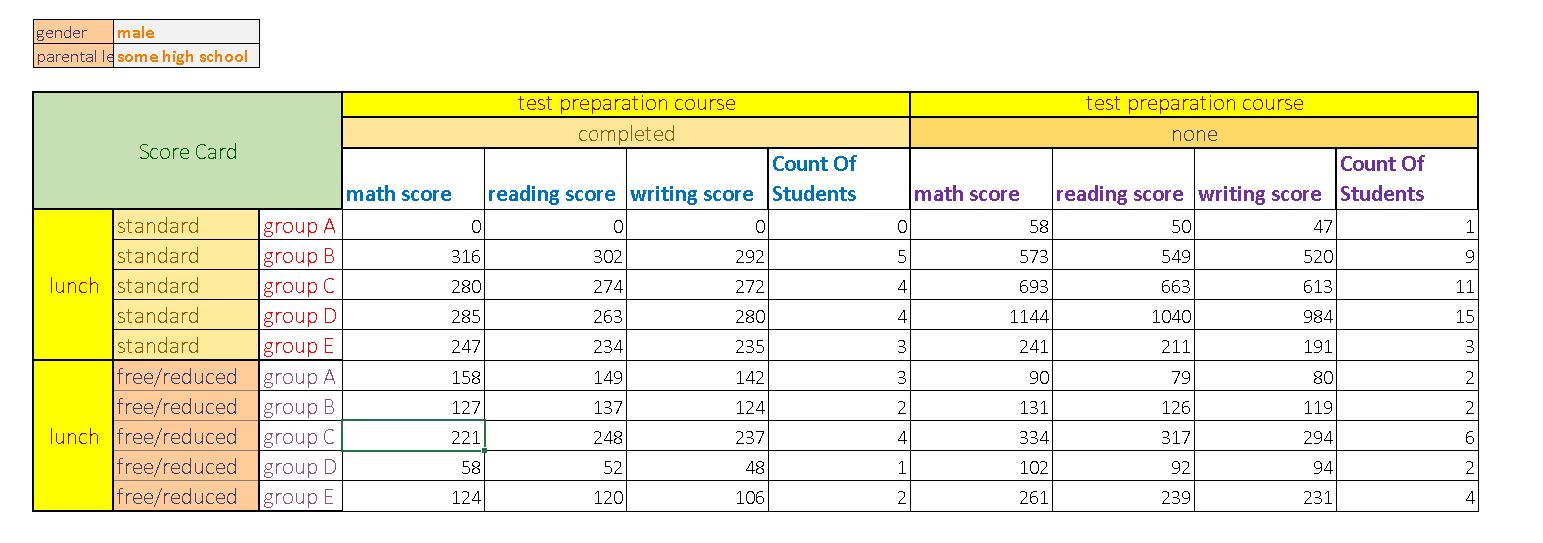 gender male
parental le some high school
Score Card test preparation course test preparation course
completed none
math score reading score writing score Count Of Students math score reading score writing score Count Of Students
lunch standard group A 0 0 0 0 58 50 47 1
standard group B 316 302 292 5 573 549 520 9
standard group C 280 274 272 4 693 663 613 11
standard group D 285 263 280 4 1144 1040 984 15
standard group E 247 234 235 3 241 211 191 3
lunch free/reduced group A 158 149 142 3 90 79 80 2
free/reduced group B 127 137 124 2 131 126 119 2
free/reduced group C 221 248 237 4 334 317 294 6
free/reduced group D 58 52 48 1 102 92 94 2
free/reduced group E 124 120 106 2 261 239 231 4